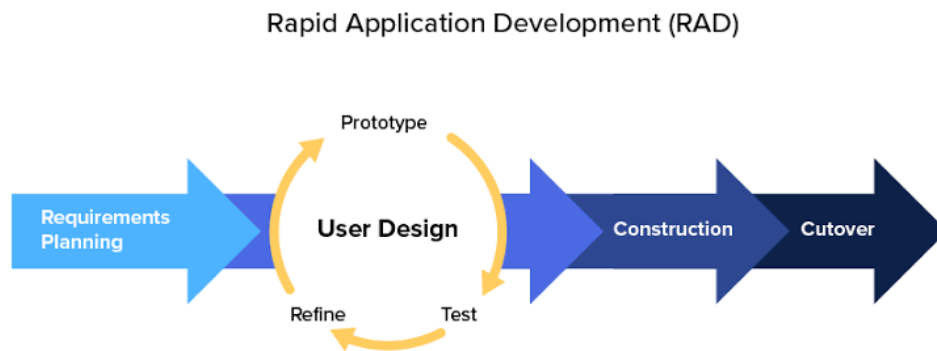 Rapid Application Development (RAD)
Prototype
Requirements
Planning
User Design
Construction
Cutover
Refine
Test